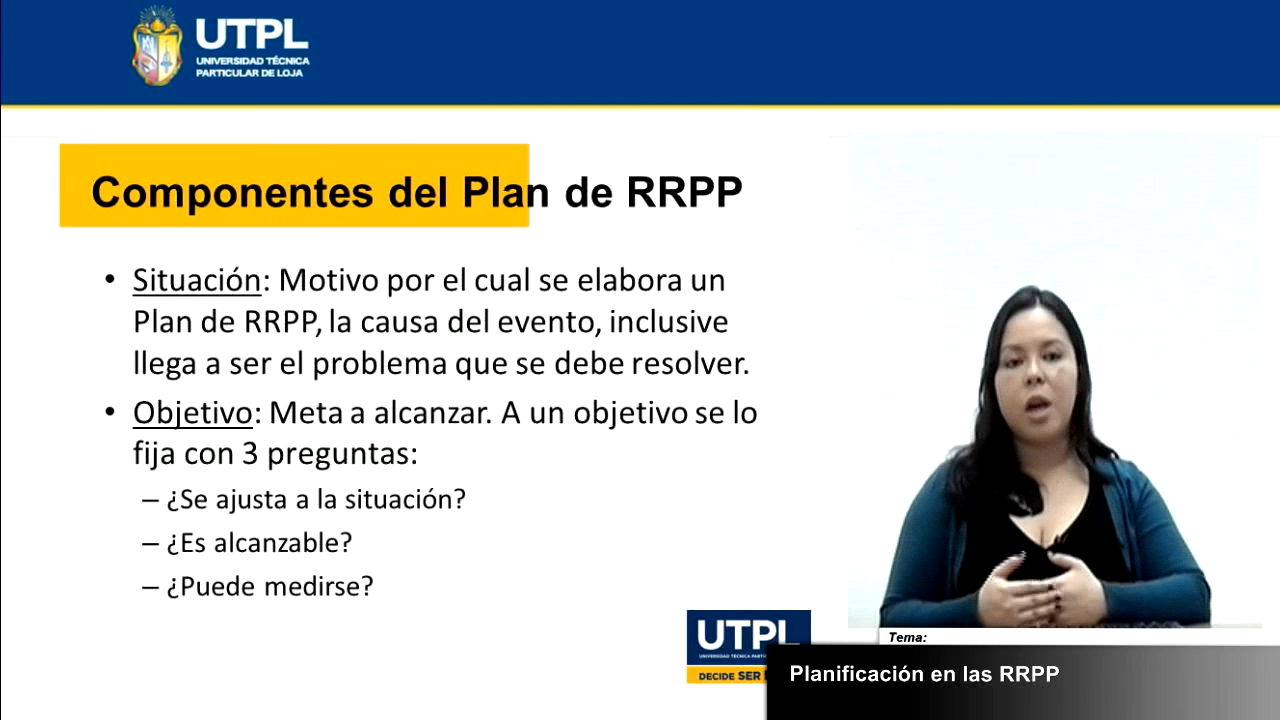 UTPL
UNIVERSIDAD TÉCNICA
PARTICULAR DE LOJA
Componentes del Plan de RRPP
• Situación: Motivo por el cual se elabora un
Plan de RRPP, la causa del evento, inclusive
llega a ser el problema que se debe resolver.
• Objetivo: Meta a alcanzar. A un objetivo se lo
fija con 3 preguntas:
– ¿Se ajusta a la situación?
– ¿Es alcanzable?
– ¿Puede medirse?
UTPL
UNIVERSIDAD TÉCNICA
DECIDE SER
Tema:
Planificación en las RRPP